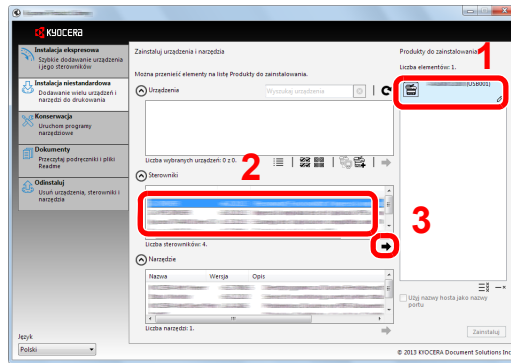 KYOCERA
Instalacja ekspresowa
Szybkie dodawanie urządzenia
i jego sterowników
Instalacja niestandardowa
Dodawanie wielu urządzeń i
narzędzi do drukowania
Konserwacja
Uruchom programy
narzędziowe
Dokumenty
Przeczytaj podręczniki i pliki
Readme
Odinstaluj
Usuń urządzenia, sterowniki i
narzędzia
Język
Polski
Zainstaluj urządzenia i narzędzia
Można przenieść elementy na listę Produkty do zainstalowania.
Urządzenia
Wyszukaj urządzenia
Liczba wybranych urządzeń: 0 z 0.
2
Sterowniki
3
Liczba sterowników: 4.
Narzędzie
Nazwa Wersja Opis
Liczba narzędzi: 1.
Produkty do zainstalowania
1
Liczba elementów: 1.
(USB001)
Użyj nazwy hosta jako nazwy
portu
Zainstaluj
© 2013 KYOCERA Document Solutions Inc.